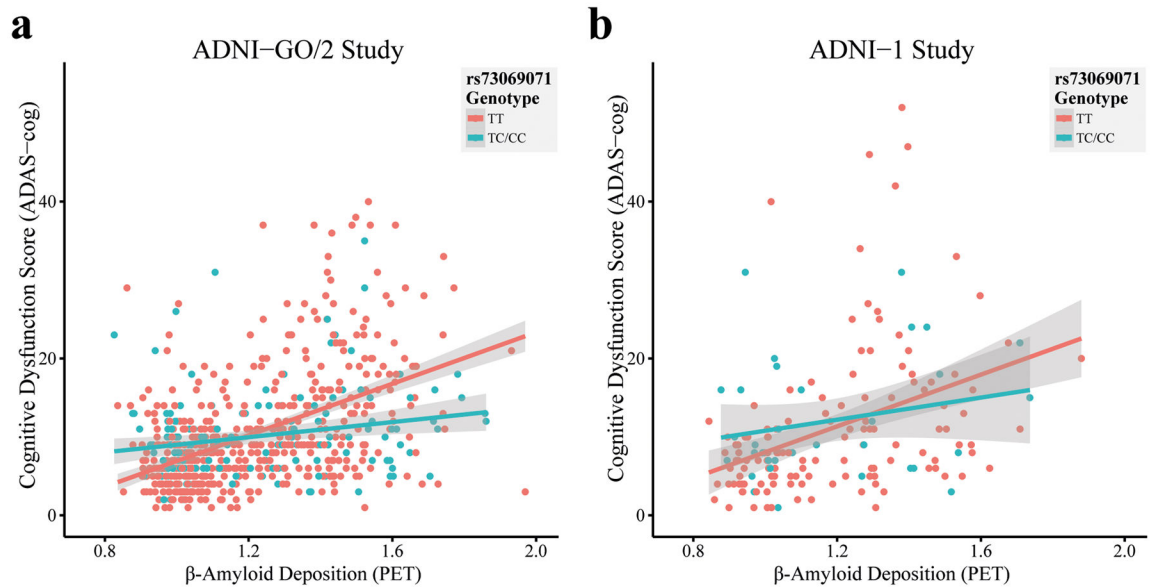 a
ADNI−GO/2 Study
rs73069071
Genotype
TT
TC/CC
Cognitive Dysfunction Score (ADAS−cog)
40
20
0
0.8
1.2
1.6
2.0
β-Amyloid Deposition (PET)
b
ADNI−1 Study
rs73069071
Genotype
TT
TC/CC
Cognitive Dysfunction Score (ADAS−cog)
40
20
0
0.8
1.2
1.6
2.0
β-Amyloid Deposition (PET)